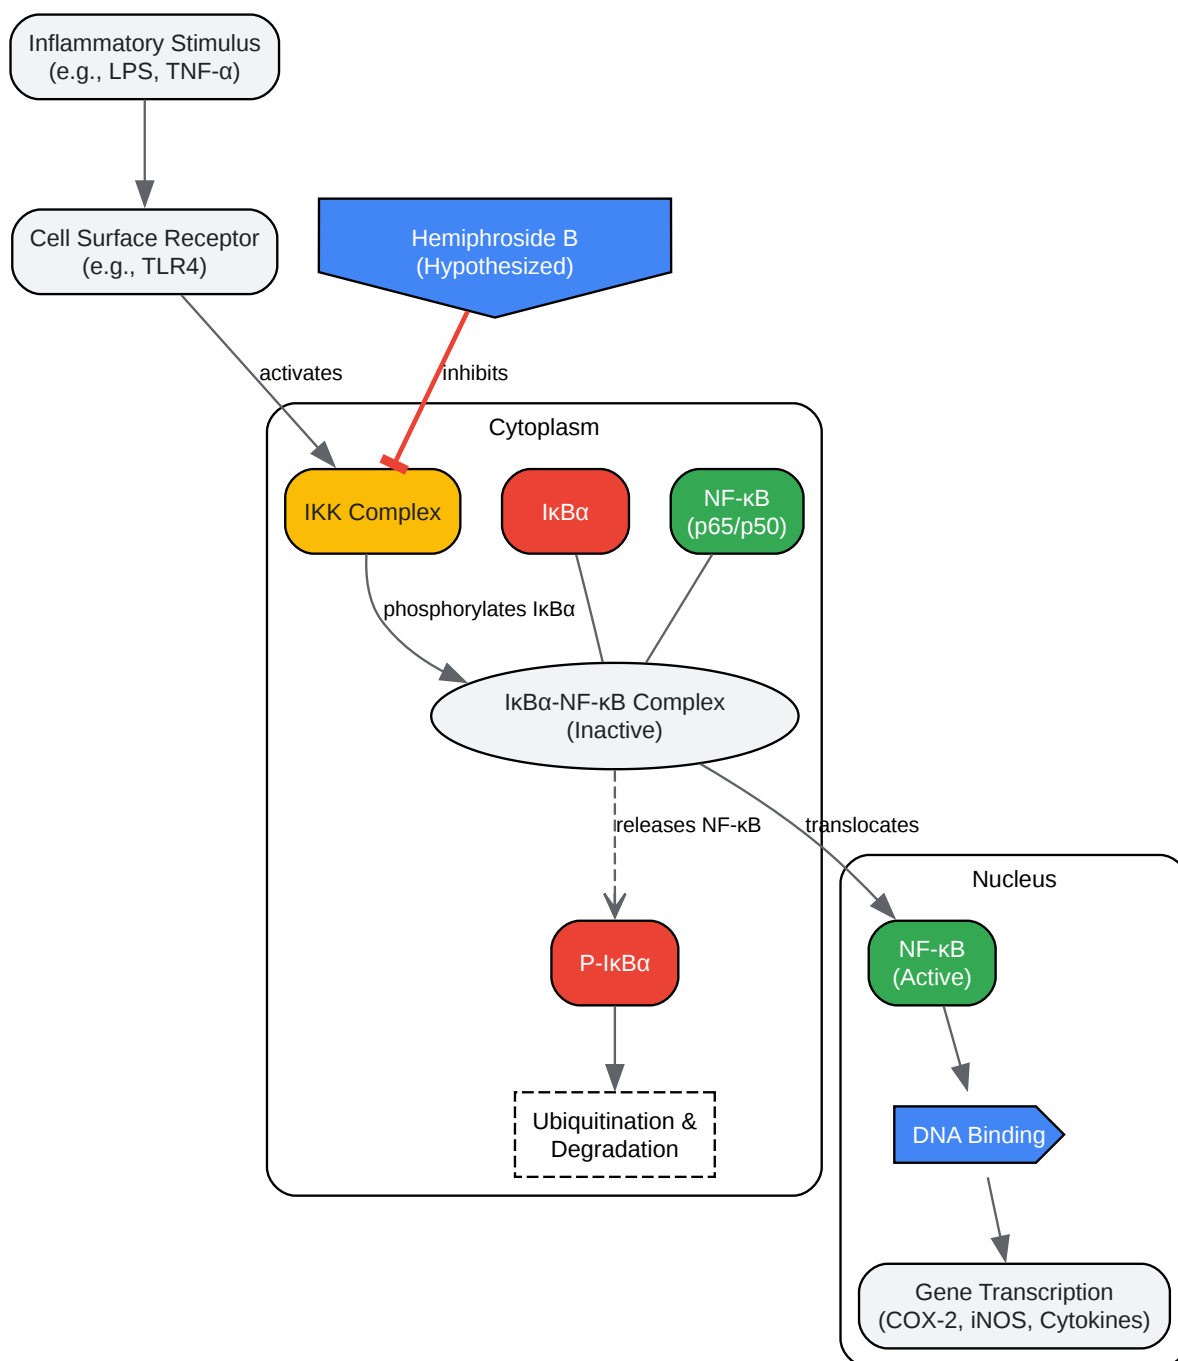 Inflammatory Stimulus
(e.g., LPS, TNF-α)
Cell Surface Receptor
(e.g., TLR4)
Hemiphroside B
(Hypothesized)
activates
inhibits
Cytoplasm
IKK Complex
IκBα
NF-κB
(p65/p50)
phosphorylates IκBα
IκBα-NF-κB Complex
(Inactive)
releases NF-κB
translocates
Nucleus
P-IκBα
NF-κB
(Active)
Ubiquitination &
Degradation
DNA Binding
Gene Transcription
(COX-2, iNOS, Cytokines)